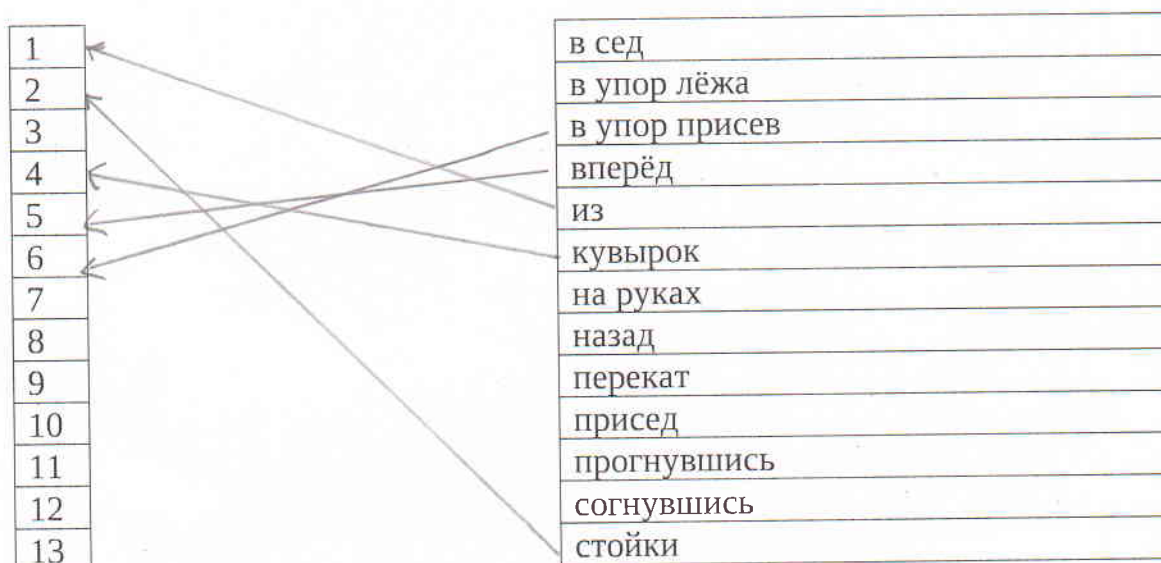 1
2
3
4
5
6
7
8
9
10
11
12
13
в сед
в упор лёжа
в упор присев
вперёд
из
кувырок
на руках
назад
перекат
присед
прогнувшись
согнувшись
стойки